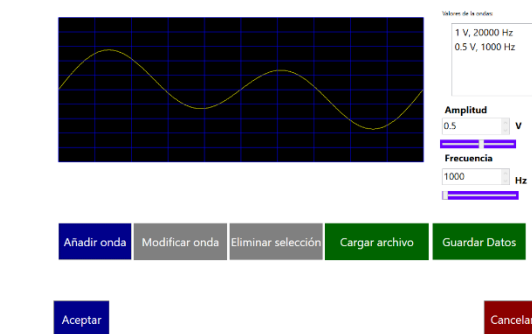 Valores de la ondas:
1 V, 20000 Hz
0.5 V, 1000 Hz
Amplitud
0.5 V
Frecuencia
1000 Hz
Añadir onda Modificar onda Eliminar selección Cargar archivo Guardar Datos
Aceptar Cancelar